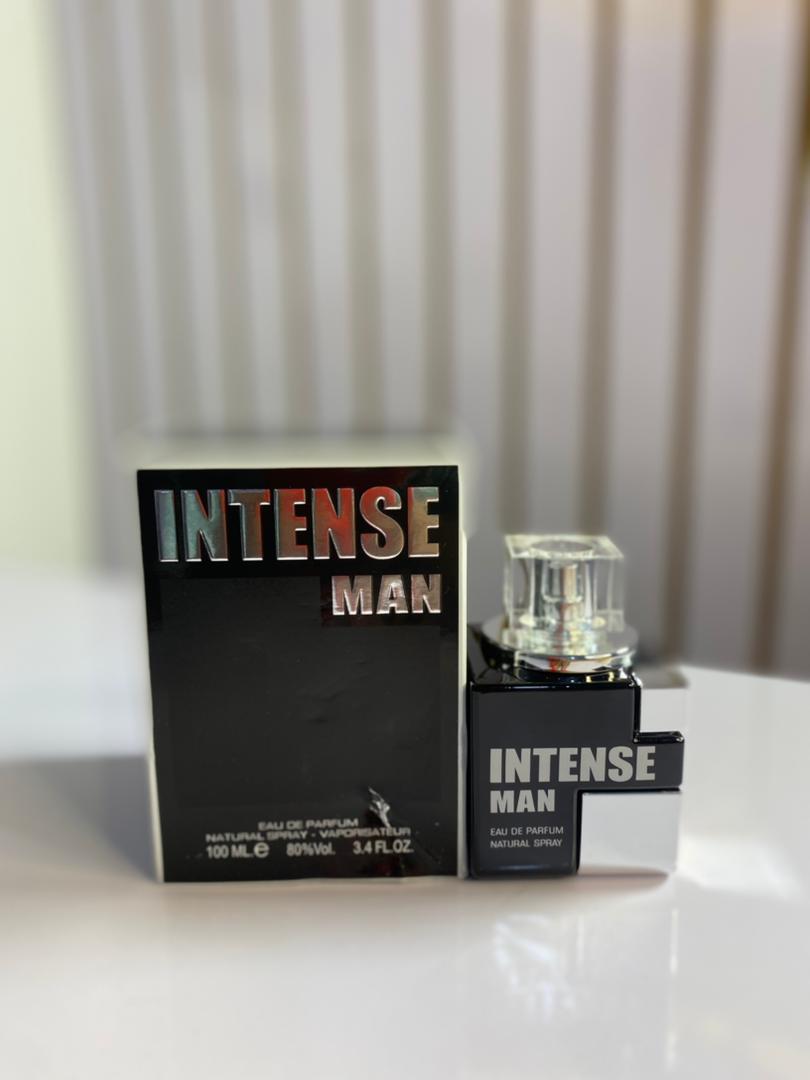 INTENSE
MAN
EAU DE PARFUM
NATURAL SPRAY - VAPORISATEUR
100 ML.℮ 80%Vol. 3.4 FL.OZ.
INTENSE
MAN
EAU DE PARFUM
NATURAL SPRAY